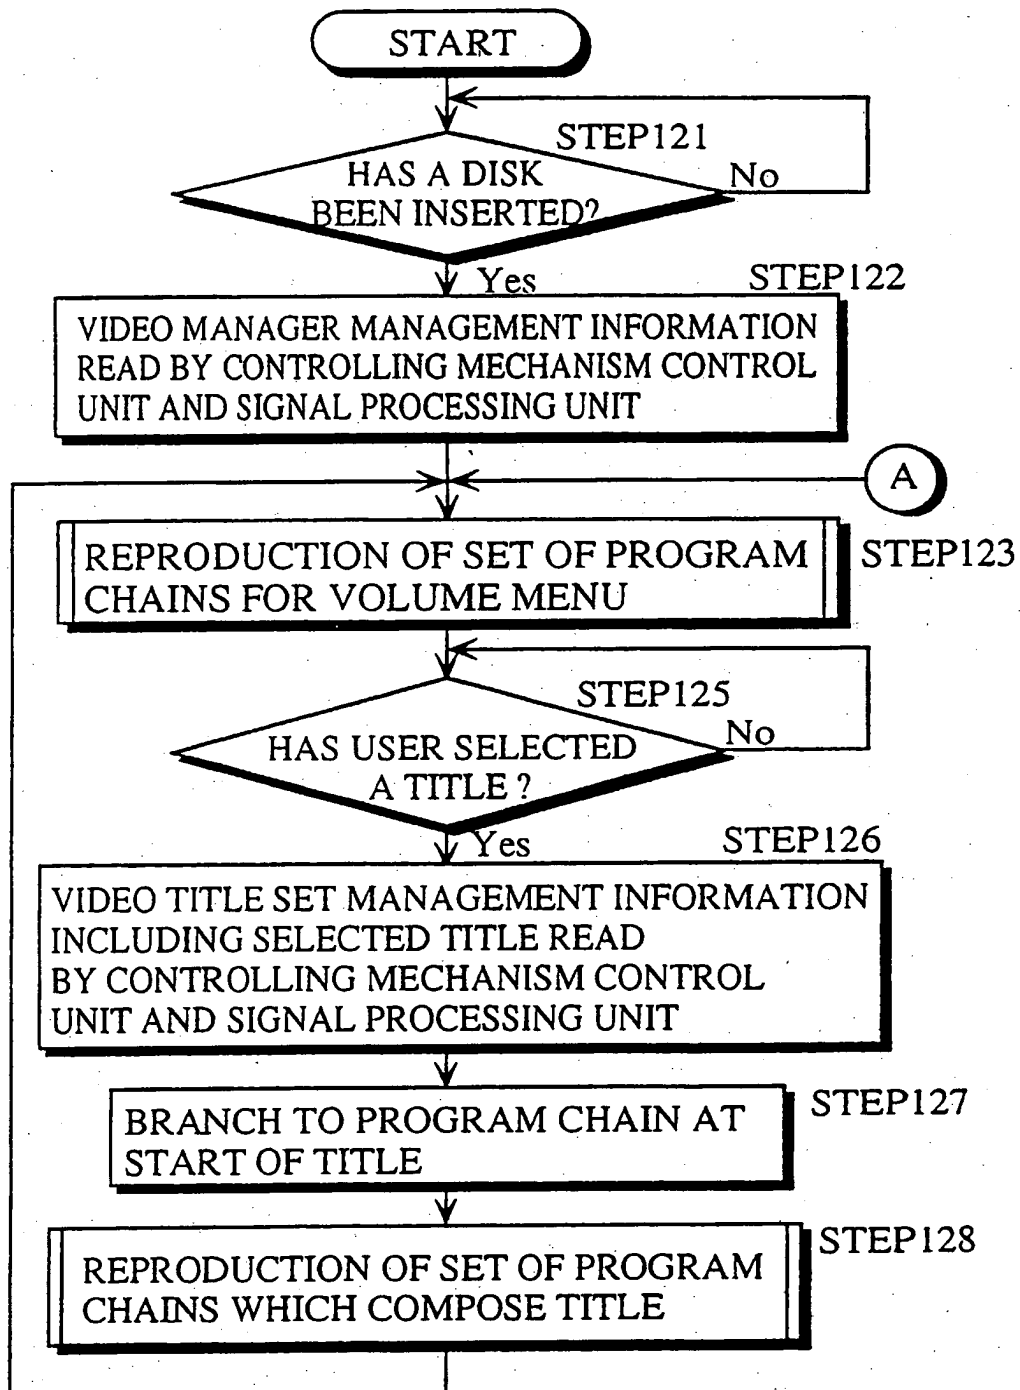 START
STEP121
HAS A DISK
BEEN INSERTED?
No
Yes
STEP122
VIDEO MANAGER MANAGEMENT INFORMATION
READ BY CONTROLLING MECHANISM CONTROL
UNIT AND SIGNAL PROCESSING UNIT
A
REPRODUCTION OF SET OF PROGRAM
CHAINS FOR VOLUME MENU
STEP123
STEP125
HAS USER SELECTED
A TITLE ?
No
Yes
STEP126
VIDEO TITLE SET MANAGEMENT INFORMATION
INCLUDING SELECTED TITLE READ
BY CONTROLLING MECHANISM CONTROL
UNIT AND SIGNAL PROCESSING UNIT
STEP127
BRANCH TO PROGRAM CHAIN AT
START OF TITLE
STEP128
REPRODUCTION OF SET OF PROGRAM
CHAINS WHICH COMPOSE TITLE